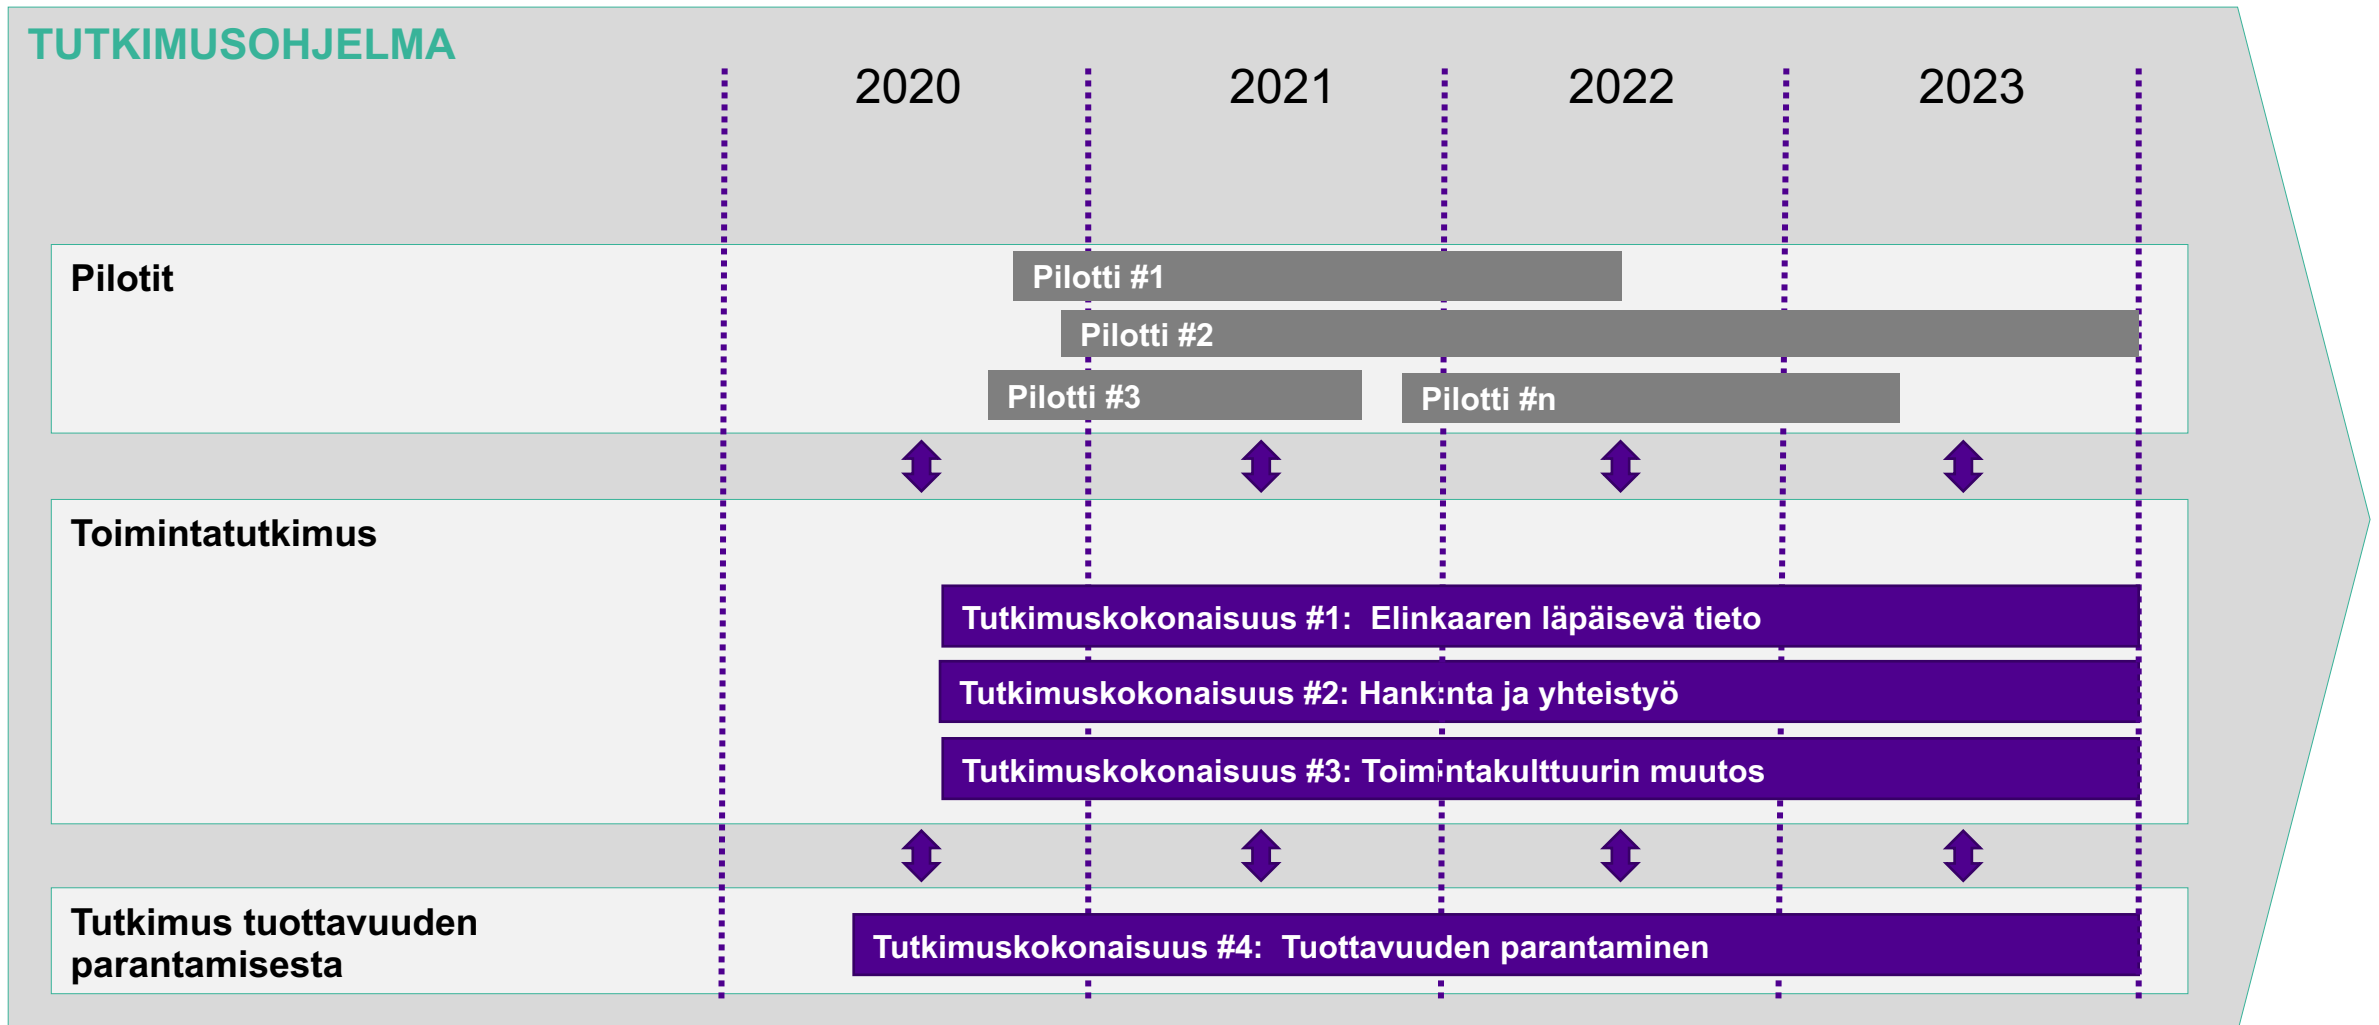 TUTKIMUSOHJELMA
2020 2021 2022 2023
Pilotit
Pilotti #1
Pilotti #2
Pilotti #3 Pilotti #n
Toimintatutkimus
Tutkimuskokonaisuus #1:  Elinkaaren läpäisevä tieto
Tutkimuskokonaisuus #2: Hankinta ja yhteistyö
Tutkimuskokonaisuus #3: Toimintakulttuurin muutos
Tutkimus tuottavuuden
parantamisesta
Tutkimuskokonaisuus #4:  Tuottavuuden parantaminen